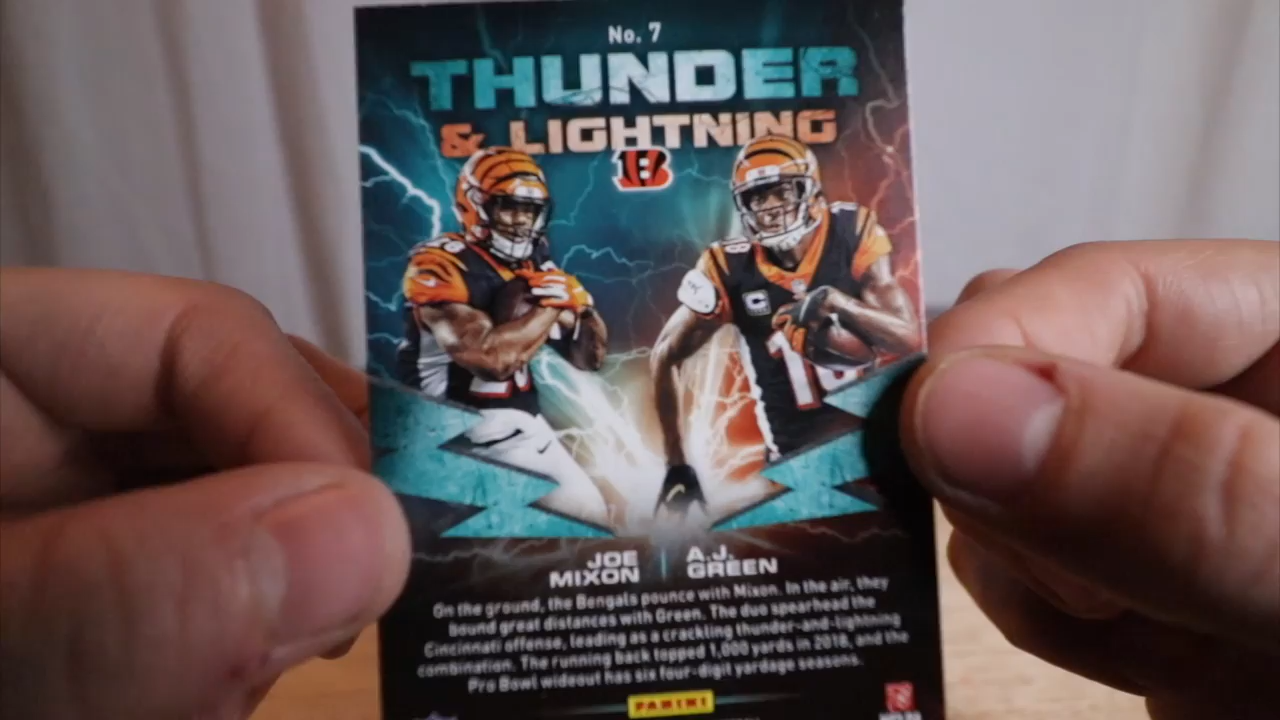 No. 7
THUNDER
& LIGHTNING
B
28
18
C
18
JOE
MIXON
A.J.
GREEN
On the ground, the Bengals pounce with Mixon. In the air, they
bound great distances with Green. The duo spearhead the
Cincinnati offense, leading as a crackling thunder-and-lightning
combination. The running back topped 1,000 yards in 2018, and the
Pro Bowl wideout has six four-digit yardage seasons.
PANINI